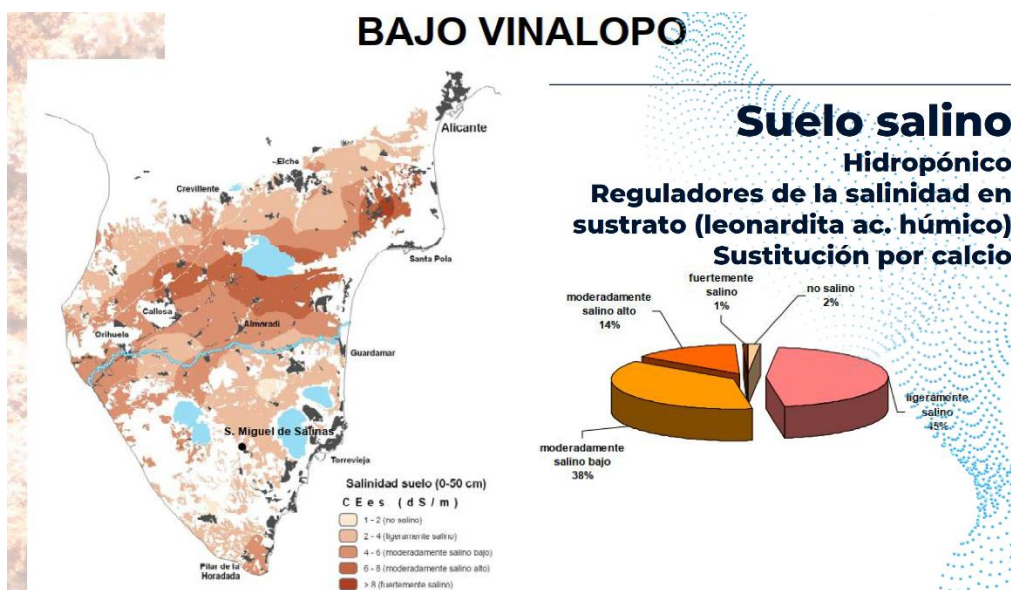 BAJO VINALOPO
Suelo salino
Hidropónico
Reguladores de la salinidad en
sustrato (leonardita ac. húmico)
Sustitución por calcio
Alicante
Elche
Crevillente
Santa Pola
Callosa
Orihuela
Almoradí
Guardamar
S. Miguel de Salinas
Torrevieja
Pilar de la
Horadada
Salinidad suelo (0-50 cm)
C E e s ( d S / m )
1 - 2 (no salino)
2 - 4 (ligeramente salino)
4 - 6 (moderadamente salino bajo)
6 - 8 (moderadamente salino alto)
> 8 (fuertemente salino)
fuertemente
salino
1%
no salino
2%
moderadamente
salino alto
14%
ligeramente
salino
45%
moderadamente
salino bajo
38%